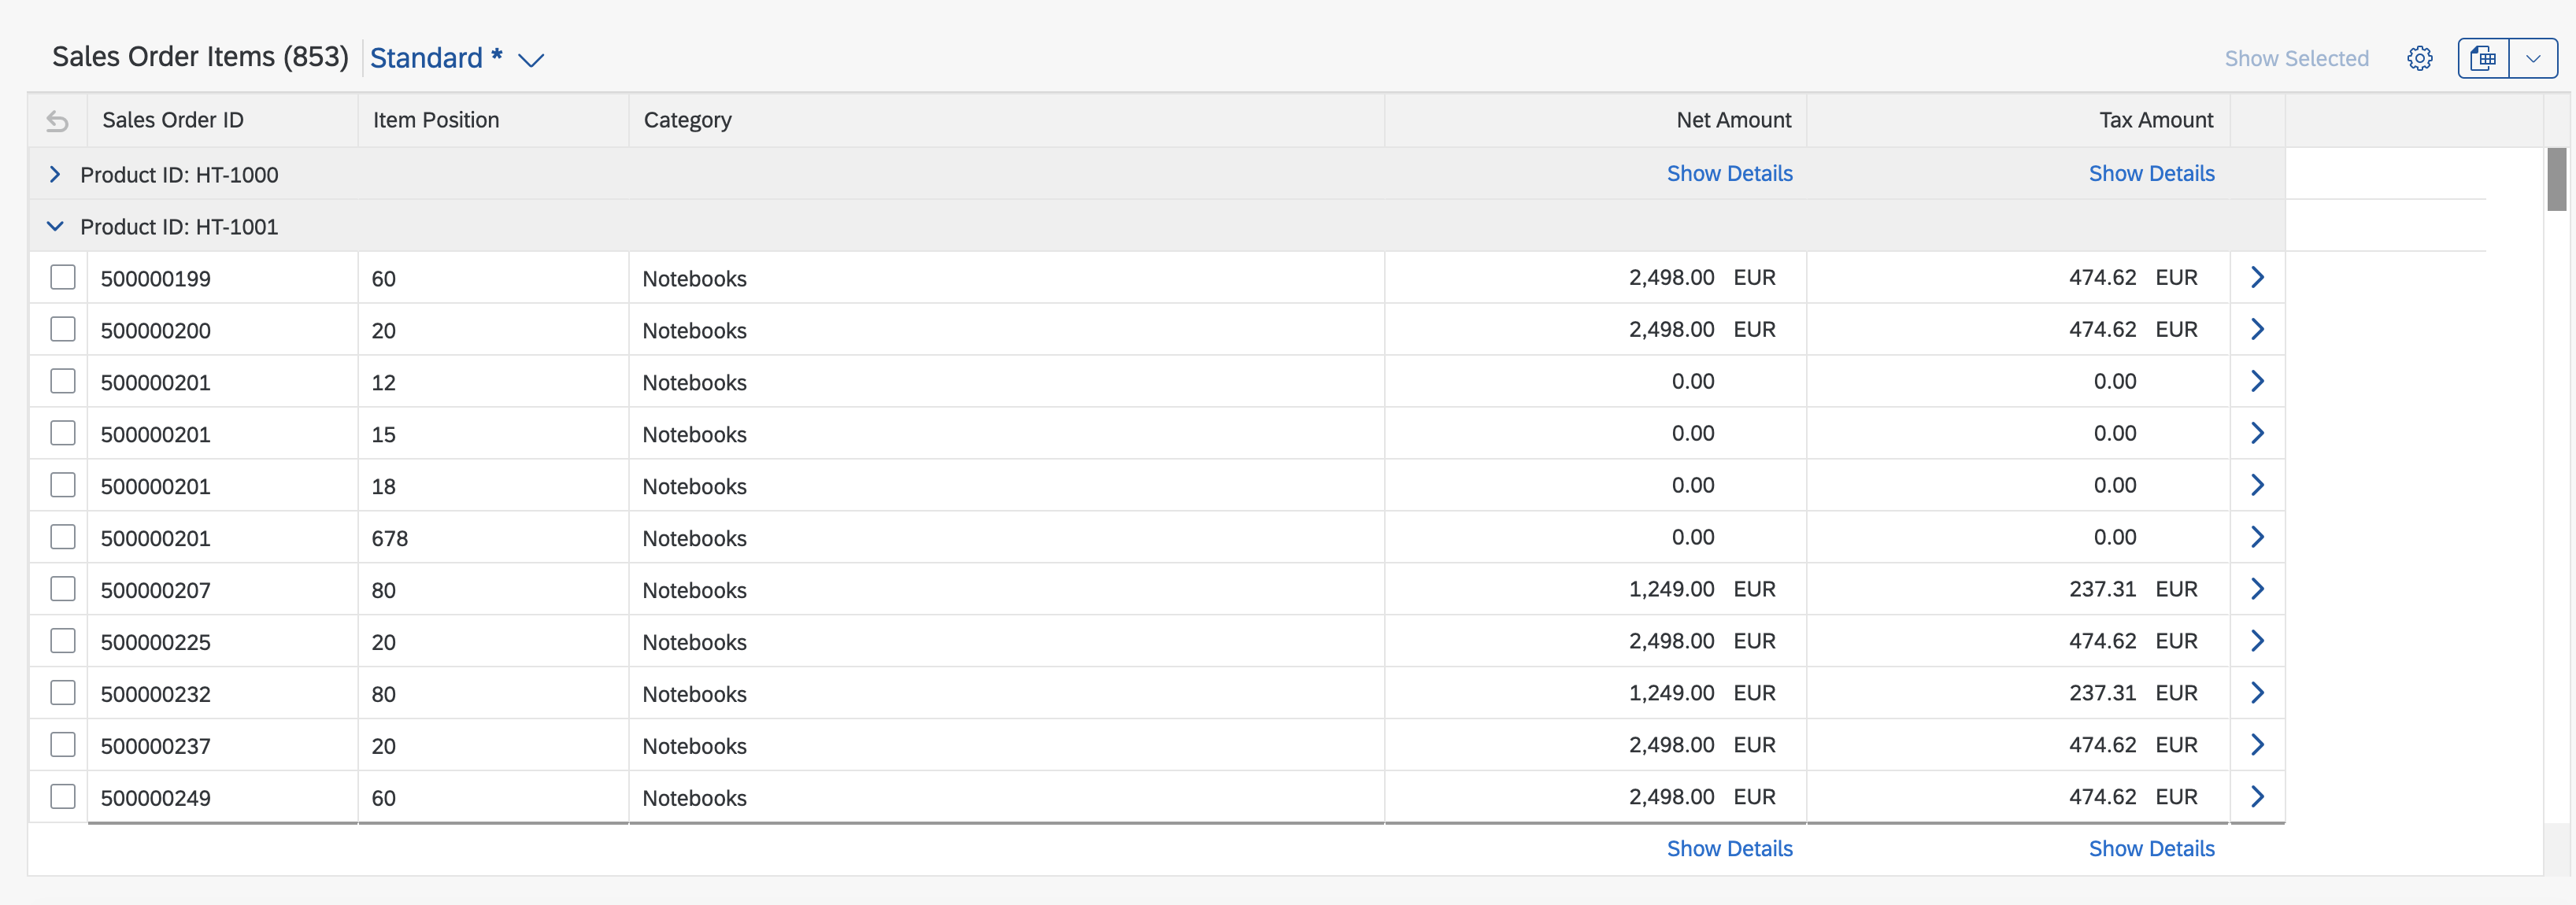 Sales Order Items (853) Standard * Show Selected
Sales Order ID Item Position Category Net Amount Tax Amount
Product ID: HT-1000 Show Details Show Details
Product ID: HT-1001
500000199 60 Notebooks 2,498.00 EUR 474.62 EUR
500000200 20 Notebooks 2,498.00 EUR 474.62 EUR
500000201 12 Notebooks 0.00 0.00
500000201 15 Notebooks 0.00 0.00
500000201 18 Notebooks 0.00 0.00
500000201 678 Notebooks 0.00 0.00
500000207 80 Notebooks 1,249.00 EUR 237.31 EUR
500000225 20 Notebooks 2,498.00 EUR 474.62 EUR
500000232 80 Notebooks 1,249.00 EUR 237.31 EUR
500000237 20 Notebooks 2,498.00 EUR 474.62 EUR
500000249 60 Notebooks 2,498.00 EUR 474.62 EUR
Show Details Show Details